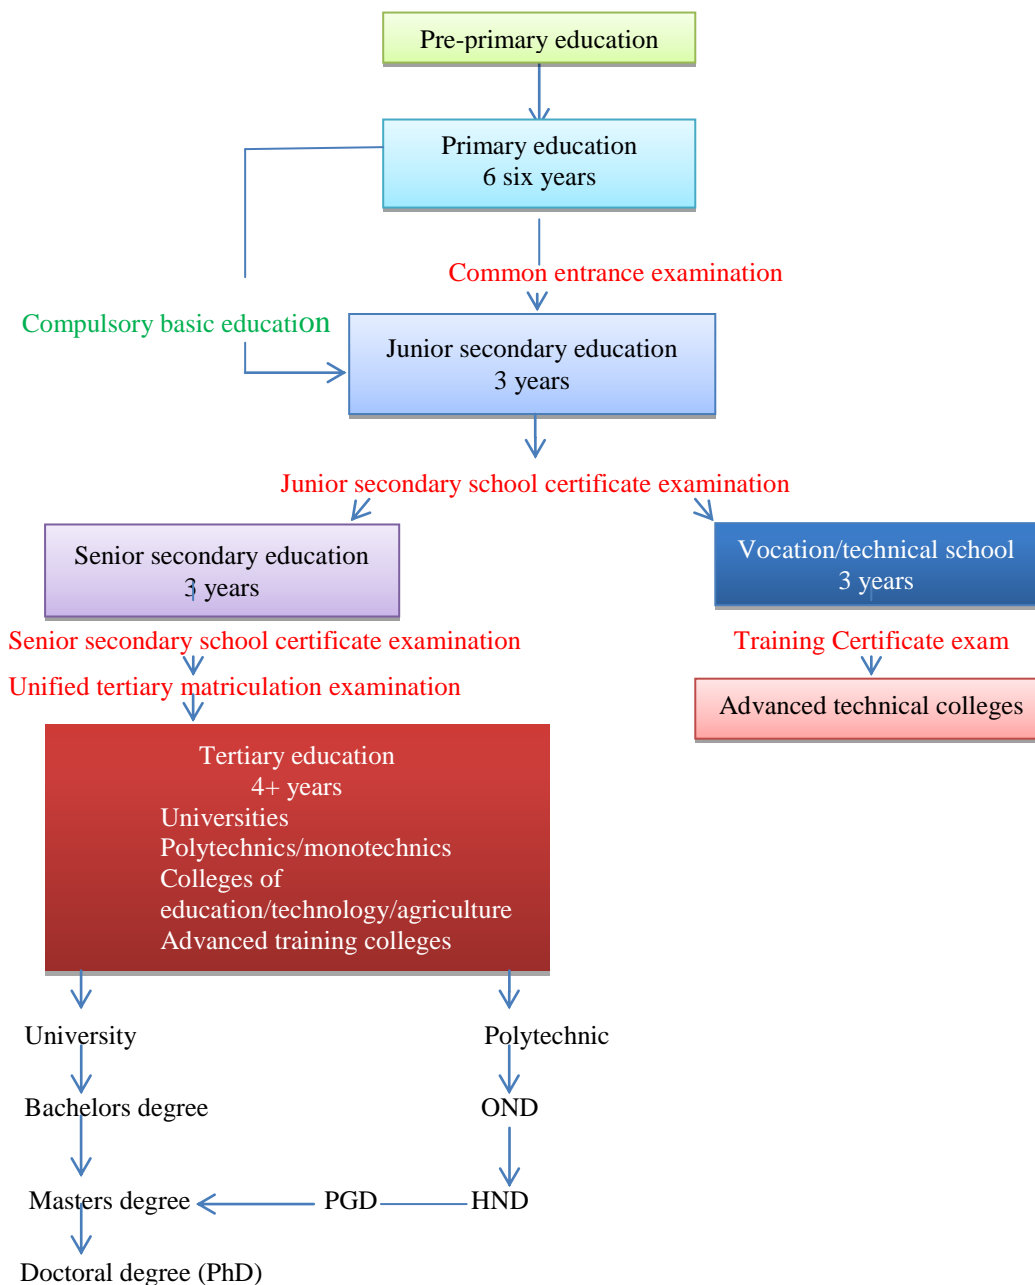 Pre-primary education
Primary education
6 six years
Common entrance examination
Compulsory basic education
Junior secondary education
3 years
Junior secondary school certificate examination
Senior secondary education
3 years
Vocation/technical school
3 years
Senior secondary school certificate examination
Training Certificate exam
Unified tertiary matriculation examination
Advanced technical colleges
Tertiary education
4+ years
Universities
Polytechnics/monotechnics
Colleges of
education/technology/agriculture
Advanced training colleges
University
Polytechnic
Bachelors degree
OND
Masters degree
PGD
HND
Doctoral degree (PhD)